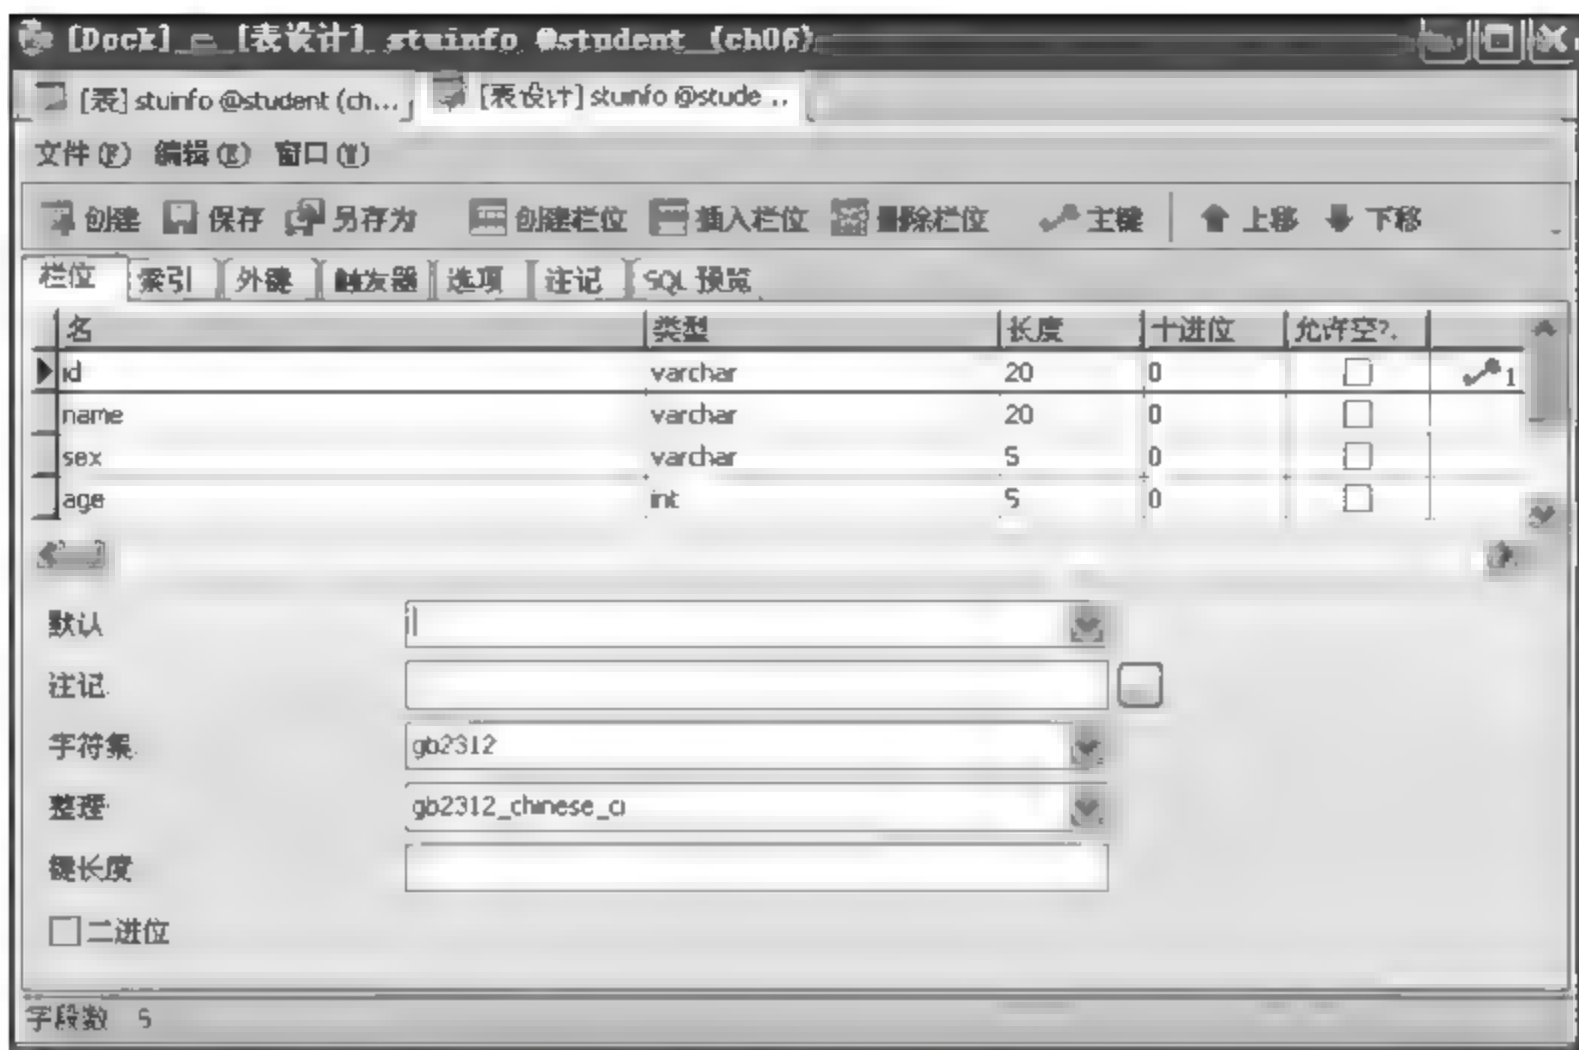 [Dock] - [表设计] stuinfo @student (ch06)
[表] stuinfo @student (ch... [表设计] stuinfo @stude...
文件(F) 编辑(E) 窗口(W)
创建 保存 另存为 创建栏位 插入栏位 删除栏位 主键 上移 下移
栏位 索引 外键 触发器 选项 注记 SQL 预览
名 类型 长度 十进位 允许空?
id varchar 20 0 1
name varchar 20 0
sex varchar 5 0
age int 5 0
默认
注记
字符集 gb2312
整理 gb2312_chinese_ci
键长度
二进位
字段数 5